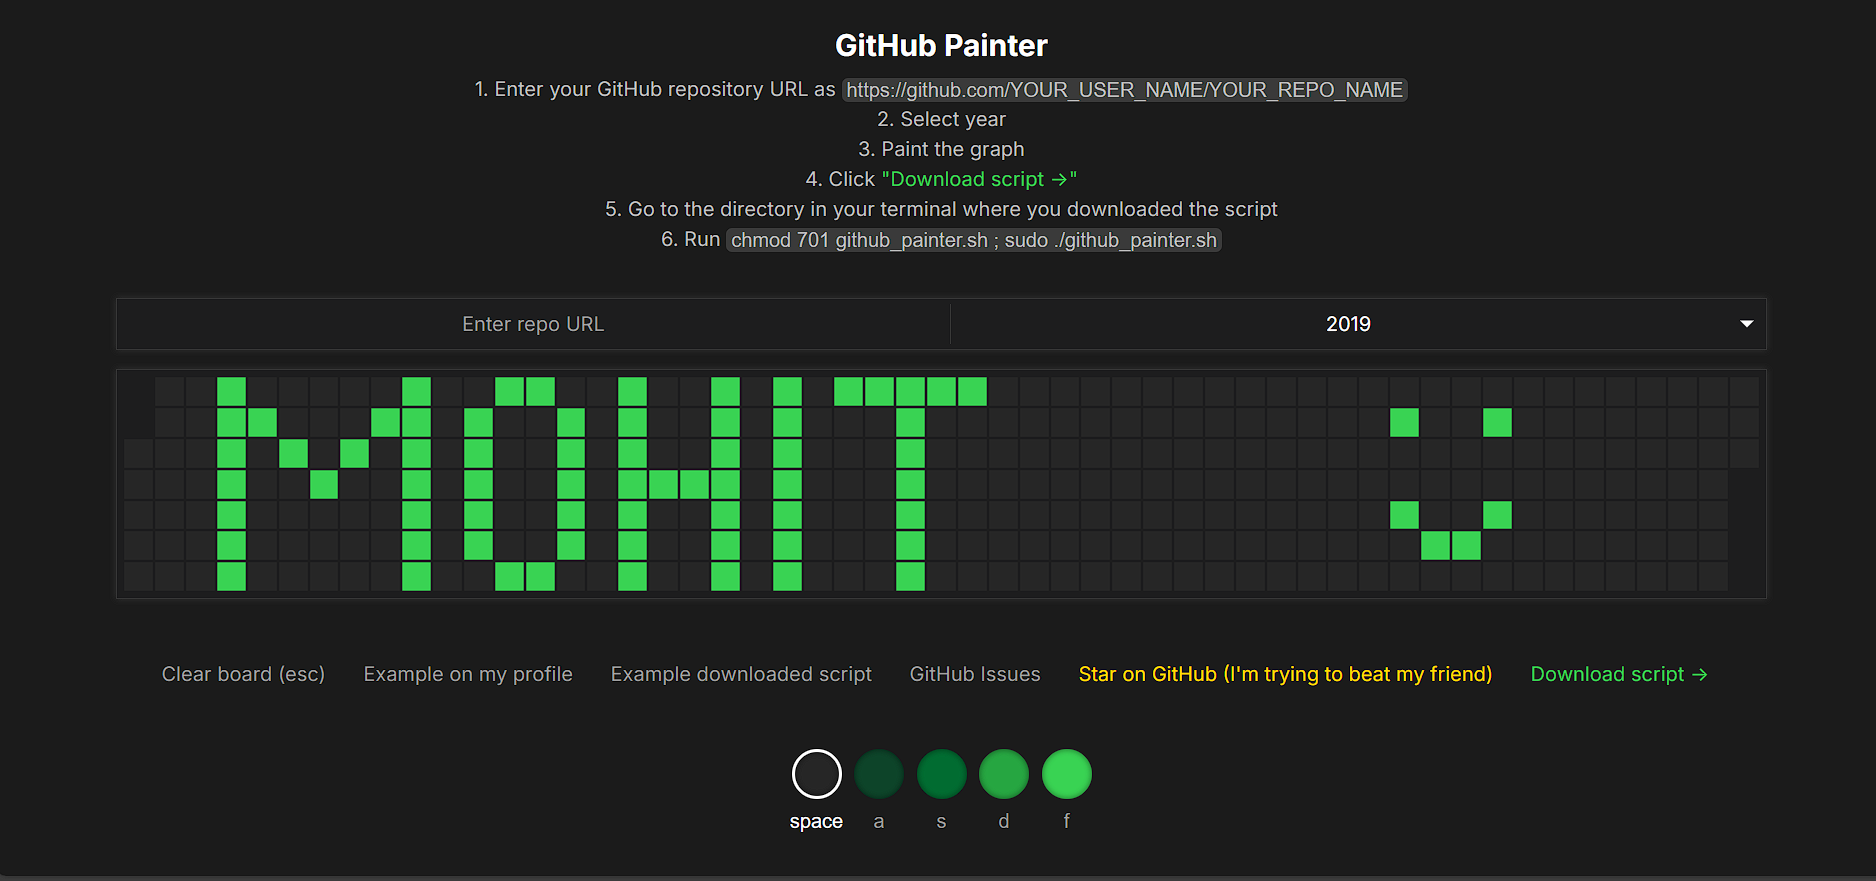 GitHub Painter
1. Enter your GitHub repository URL as https://github.com/YOUR_USER_NAME/YOUR_REPO_NAME
2. Select year
3. Paint the graph
4. Click "Download script →"
5. Go to the directory in your terminal where you downloaded the script
6. Run chmod 701 github_painter.sh ; sudo ./github_painter.sh
Enter repo URL 2019
MOHIT
Clear board (esc) Example on my profile Example downloaded script GitHub Issues Star on GitHub (I'm trying to beat my friend) Download script →
space a s d f